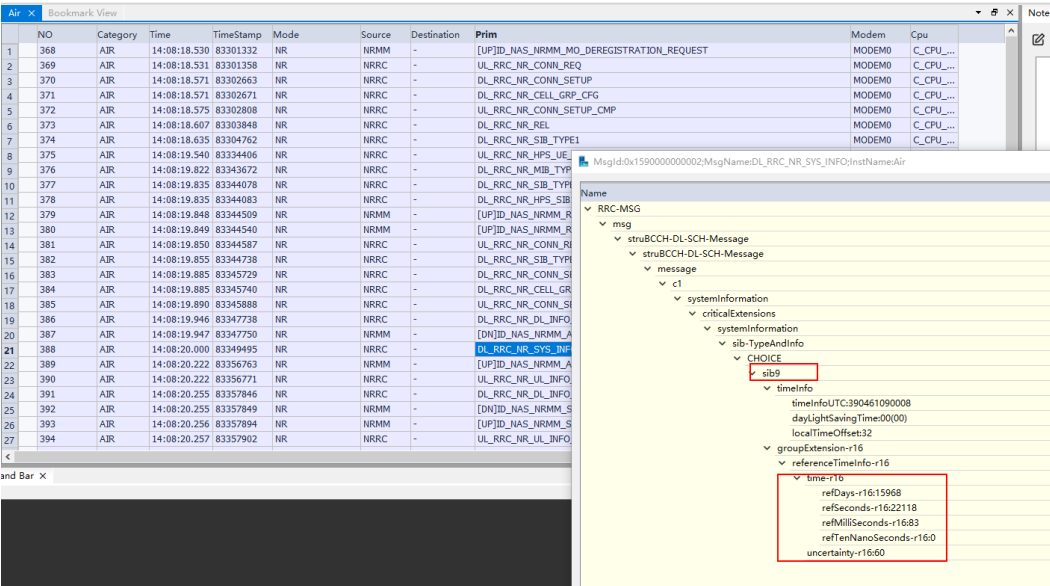 Air × Bookmark View
Note
NO Category Time TimeStamp Mode Source Destination Prim Modem Cpu
1 368 AIR 14:08:18.530 83301332 NR NRMM - [UP]ID_NAS_NRMM_MO_DEREGISTRATION_REQUEST MODEM0 C_CPU_...
2 369 AIR 14:08:18.531 83301358 NR NRRC - UL_RRC_NR_CONN_REQ MODEM0 C_CPU_...
3 370 AIR 14:08:18.571 83302663 NR NRRC - DL_RRC_NR_CONN_SETUP MODEM0 C_CPU_...
4 371 AIR 14:08:18.571 83302671 NR NRRC - DL_RRC_NR_CELL_GRP_CFG MODEM0 C_CPU_...
5 372 AIR 14:08:18.575 83302808 NR NRRC - UL_RRC_NR_CONN_SETUP_CMP MODEM0 C_CPU_...
6 373 AIR 14:08:18.607 83303848 NR NRRC - DL_RRC_NR_REL MODEM0 C_CPU_...
7 374 AIR 14:08:18.635 83304762 NR NRRC - DL_RRC_NR_SIB_TYPE1 MODEM0 C_CPU_...
8 375 AIR 14:08:19.540 83334406 NR NRRC - UL_RRC_NR_HPS_UE_
9 376 AIR 14:08:19.822 83343672 NR NRRC - DL_RRC_NR_MIB_TYP
10 377 AIR 14:08:19.835 83344078 NR NRRC - DL_RRC_NR_SIB_TYPE
11 378 AIR 14:08:19.835 83344083 NR NRRC - DL_RRC_NR_HPS_SIB
12 379 AIR 14:08:19.848 83344509 NR NRMM - [UP]ID_NAS_NRMM_R
13 380 AIR 14:08:19.849 83344540 NR NRMM - [UP]ID_NAS_NRMM_R
14 381 AIR 14:08:19.850 83344587 NR NRRC - UL_RRC_NR_CONN_RE
15 382 AIR 14:08:19.855 83344738 NR NRRC - DL_RRC_NR_SIB_TYPE
16 383 AIR 14:08:19.885 83345729 NR NRRC - DL_RRC_NR_CONN_SE
17 384 AIR 14:08:19.885 83345740 NR NRRC - DL_RRC_NR_CELL_GR
18 385 AIR 14:08:19.890 83345888 NR NRRC - UL_RRC_NR_CONN_S
19 386 AIR 14:08:19.946 83347738 NR NRRC - DL_RRC_NR_DL_INFO_
20 387 AIR 14:08:19.947 83347750 NR NRMM - [DN]ID_NAS_NRMM_A
21 388 AIR 14:08:20.000 83349495 NR NRRC - DL_RRC_NR_SYS_INF
22 389 AIR 14:08:20.222 83356763 NR NRMM - [UP]ID_NAS_NRMM_A
23 390 AIR 14:08:20.222 83356771 NR NRRC - UL_RRC_NR_UL_INFO_
24 391 AIR 14:08:20.255 83357846 NR NRRC - DL_RRC_NR_DL_INFO_
25 392 AIR 14:08:20.255 83357849 NR NRMM - [DN]ID_NAS_NRMM_S
26 393 AIR 14:08:20.256 83357894 NR NRMM - [UP]ID_NAS_NRMM_S
27 394 AIR 14:08:20.257 83357902 NR NRRC - UL_RRC_NR_UL_INFO_
and Bar ×
MsgId:0x1590000000002;MsgName:DL_RRC_NR_SYS_INFO;InstName:Air
Name
RRC-MSG
msg
struBCCH-DL-SCH-Message
struBCCH-DL-SCH-Message
message
c1
systemInformation
criticalExtensions
systemInformation
sib-TypeAndInfo
CHOICE
sib9
timeInfo
timeInfoUTC:390461090008
dayLightSavingTime:00(00)
localTimeOffset:32
groupExtension-r16
referenceTimeInfo-r16
time-r16
refDays-r16:15968
refSeconds-r16:22118
refMilliSeconds-r16:83
refTenNanoSeconds-r16:0
uncertainty-r16:60